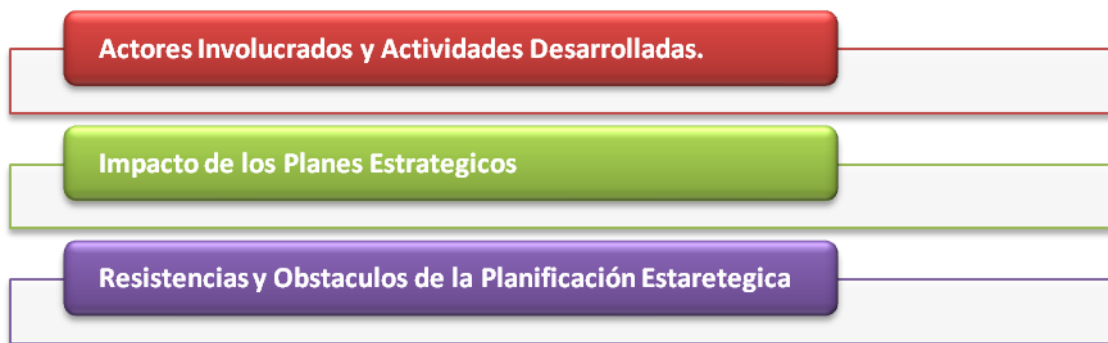 Actores Involucrados y Actividades Desarrolladas.
Impacto de los Planes Estrategicos
Resistencias y Obstaculos de la Planificación Estaretegica